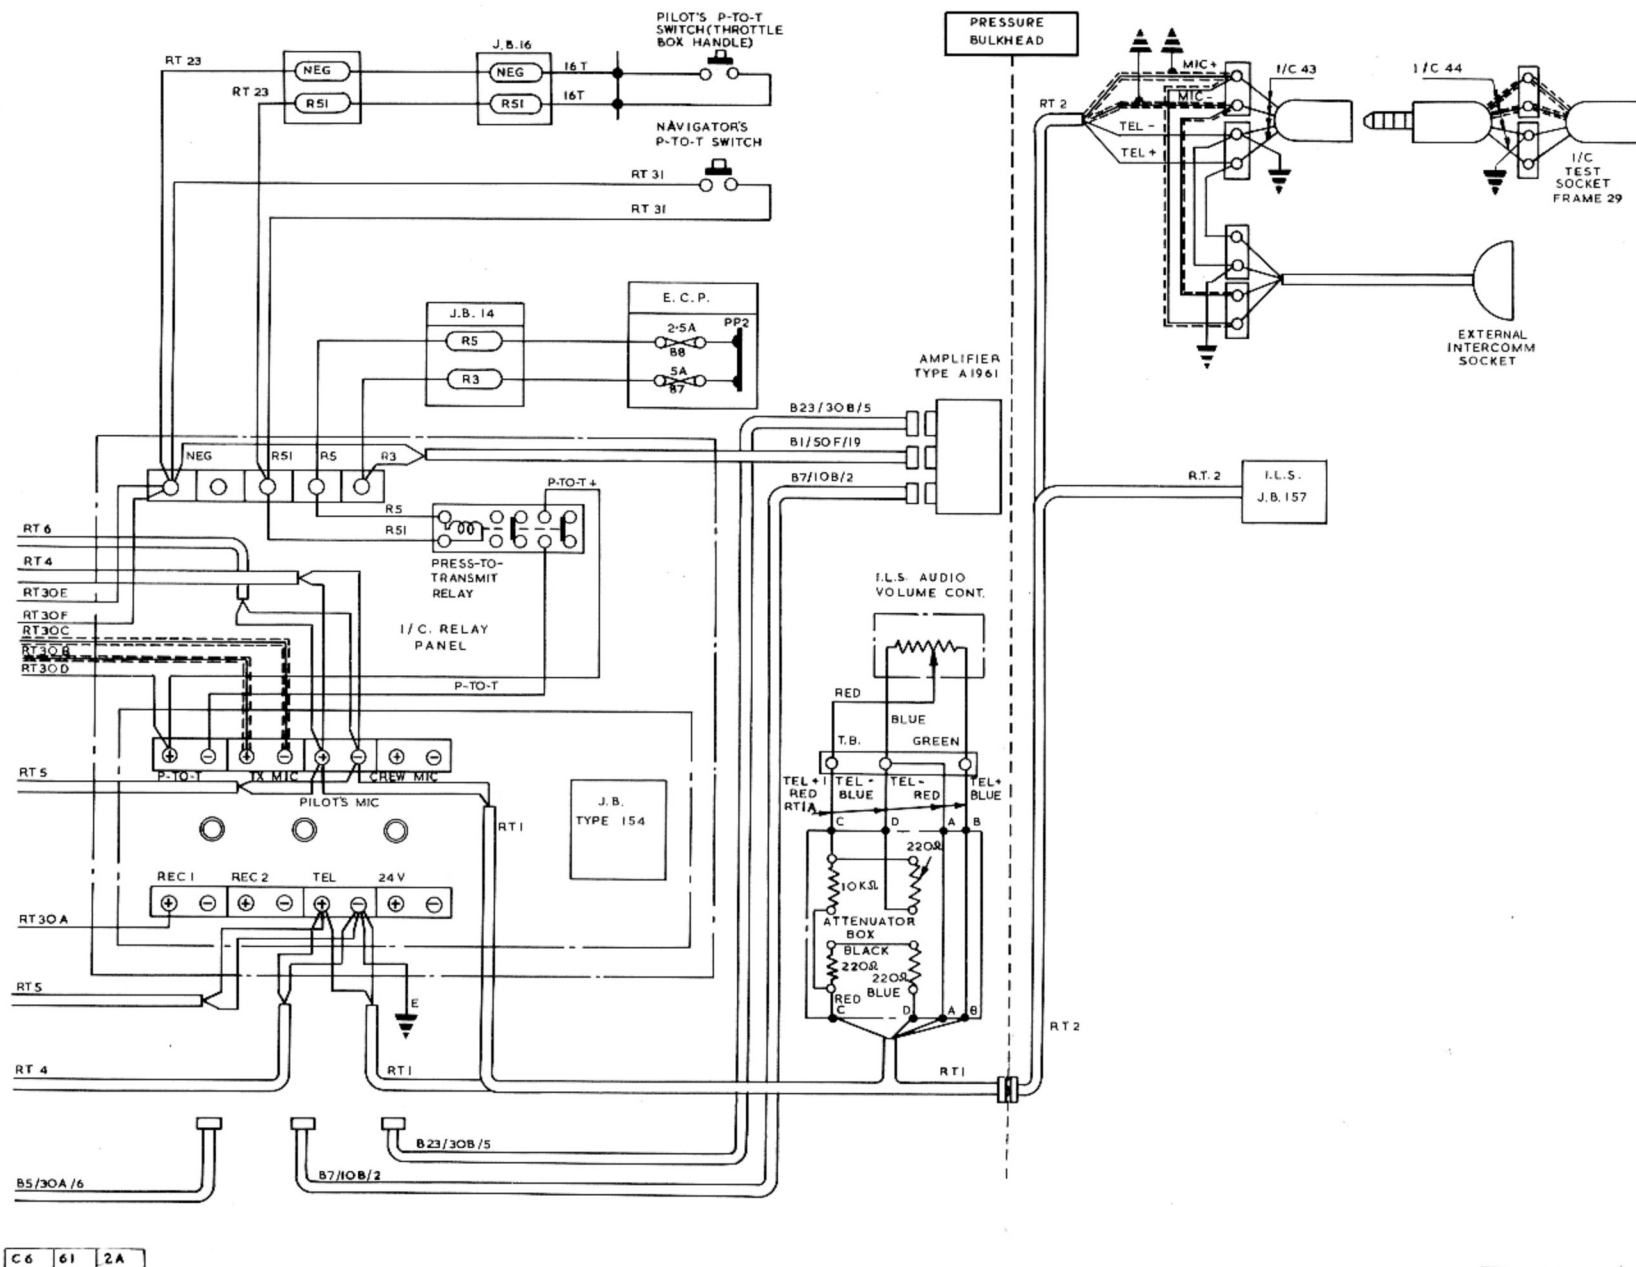 PILOT'S P-TO-T
SWITCH (THROTTLE
BOX HANDLE)
PRESSURE
BULKHEAD
J.B.16
RT 23
NEG
NEG
16T
RT 23
R51
R51
16T
NAVIGATOR'S
P-TO-T SWITCH
RT 31
RT 31
MIC+
I/C 43
I/C 44
RT 2
MIC-
TEL -
TEL +
I/C
TEST
SOCKET
FRAME 29
EXTERNAL
INTERCOMM
SOCKET
E.C.P.
J.B. 14
PP2
R5
2·5A
B8
R3
5A
B7
AMPLIFIER
TYPE A1961
B23/30B/5
B1/50F/19
B7/10B/2
NEG
R51
R5
R3
P-TO-T+
R5
R51
PRESS-TO-
TRANSMIT
RELAY
I/C. RELAY
PANEL
R.T. 2
I.L.S.
J.B. 157
RT 6
RT 4
RT30E
RT30F
RT30C
RT30B
RT30D
P-TO-T
I.L.S. AUDIO
VOLUME CONT.
RED
BLUE
T.B.
GREEN
P-TO-T
TX MIC
CREW MIC
PILOT'S MIC
RT 5
RT1
J.B.
TYPE 154
TEL+
TEL-
TEL-
TEL+
RED
BLUE
RED
BLUE
RT1A
C
D
A
B
220Ω
10KΩ
ATTENUATOR
BOX
BLACK
220Ω
220Ω
RED
BLUE
C
D
A
B
REC 1
REC 2
TEL
24 V
RT30A
RT5
E
RT 4
RT1
RT1
RT2
B23/30B/5
B7/10B/2
B5/30A/6
C6 61 2A